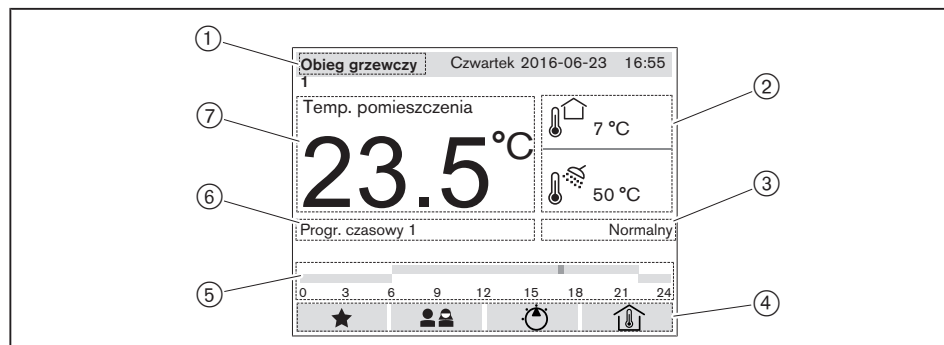 ①
Obieg grzewczy Czwartek 2016-06-23 16:55
1
②
Temp. pomieszczenia
⑦
23.5°C
7 °C
50 °C
③
⑥
Progr. czasowy 1 Normalny
⑤
0 3 6 9 12 15 18 21 24
④